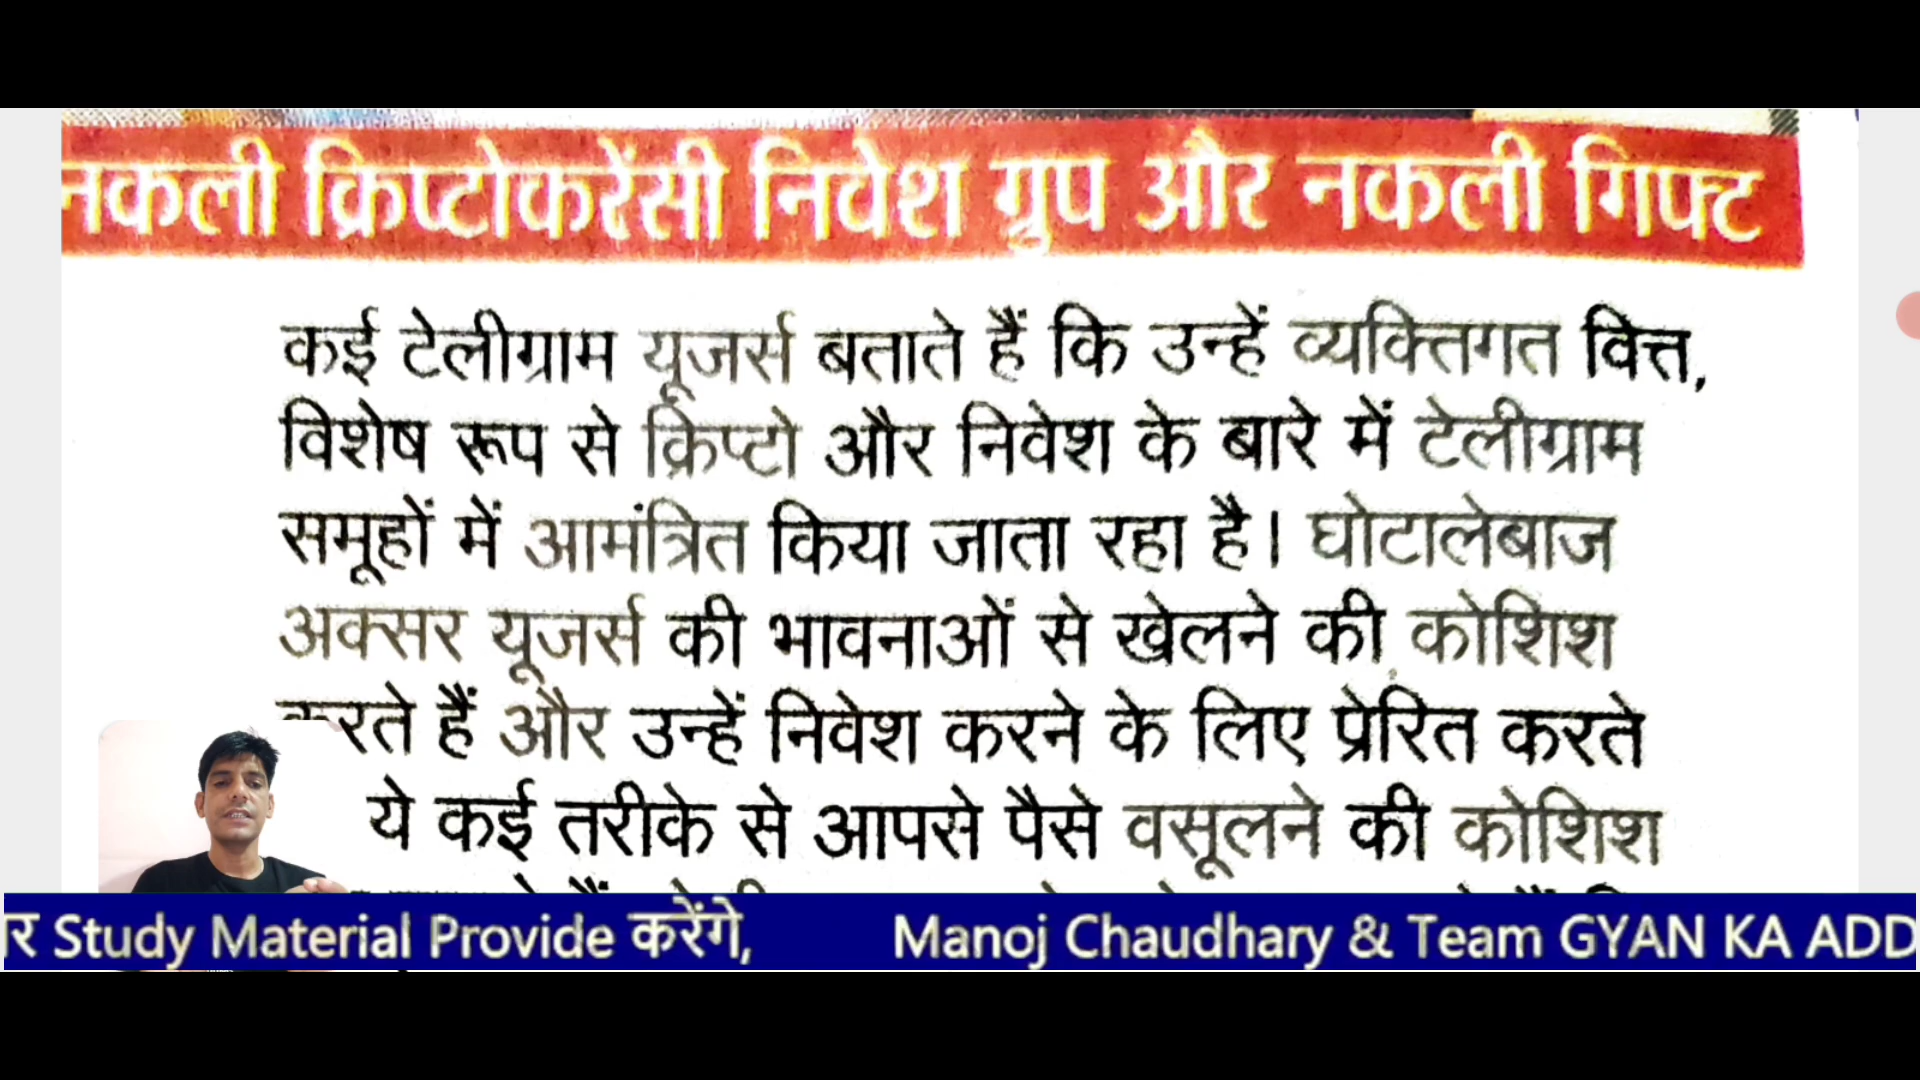 नकली क्रिप्टोकरेंसी निवेश ग्रुप और नकली गिफ्ट
कई टेलीग्राम यूजर्स बताते हैं कि उन्हें व्यक्तिगत वित्त,
विशेष रूप से क्रिप्टो और निवेश के बारे में टेलीग्राम
समूहों में आमंत्रित किया जाता रहा है। घोटालेबाज
अक्सर यूजर्स की भावनाओं से खेलने की कोशिश
करते हैं और उन्हें निवेश करने के लिए प्रेरित करते
ये कई तरीके से आपसे पैसे वसूलने की कोशिश
र Study Material Provide करेंगे, Manoj Chaudhary & Team GYAN KA ADD